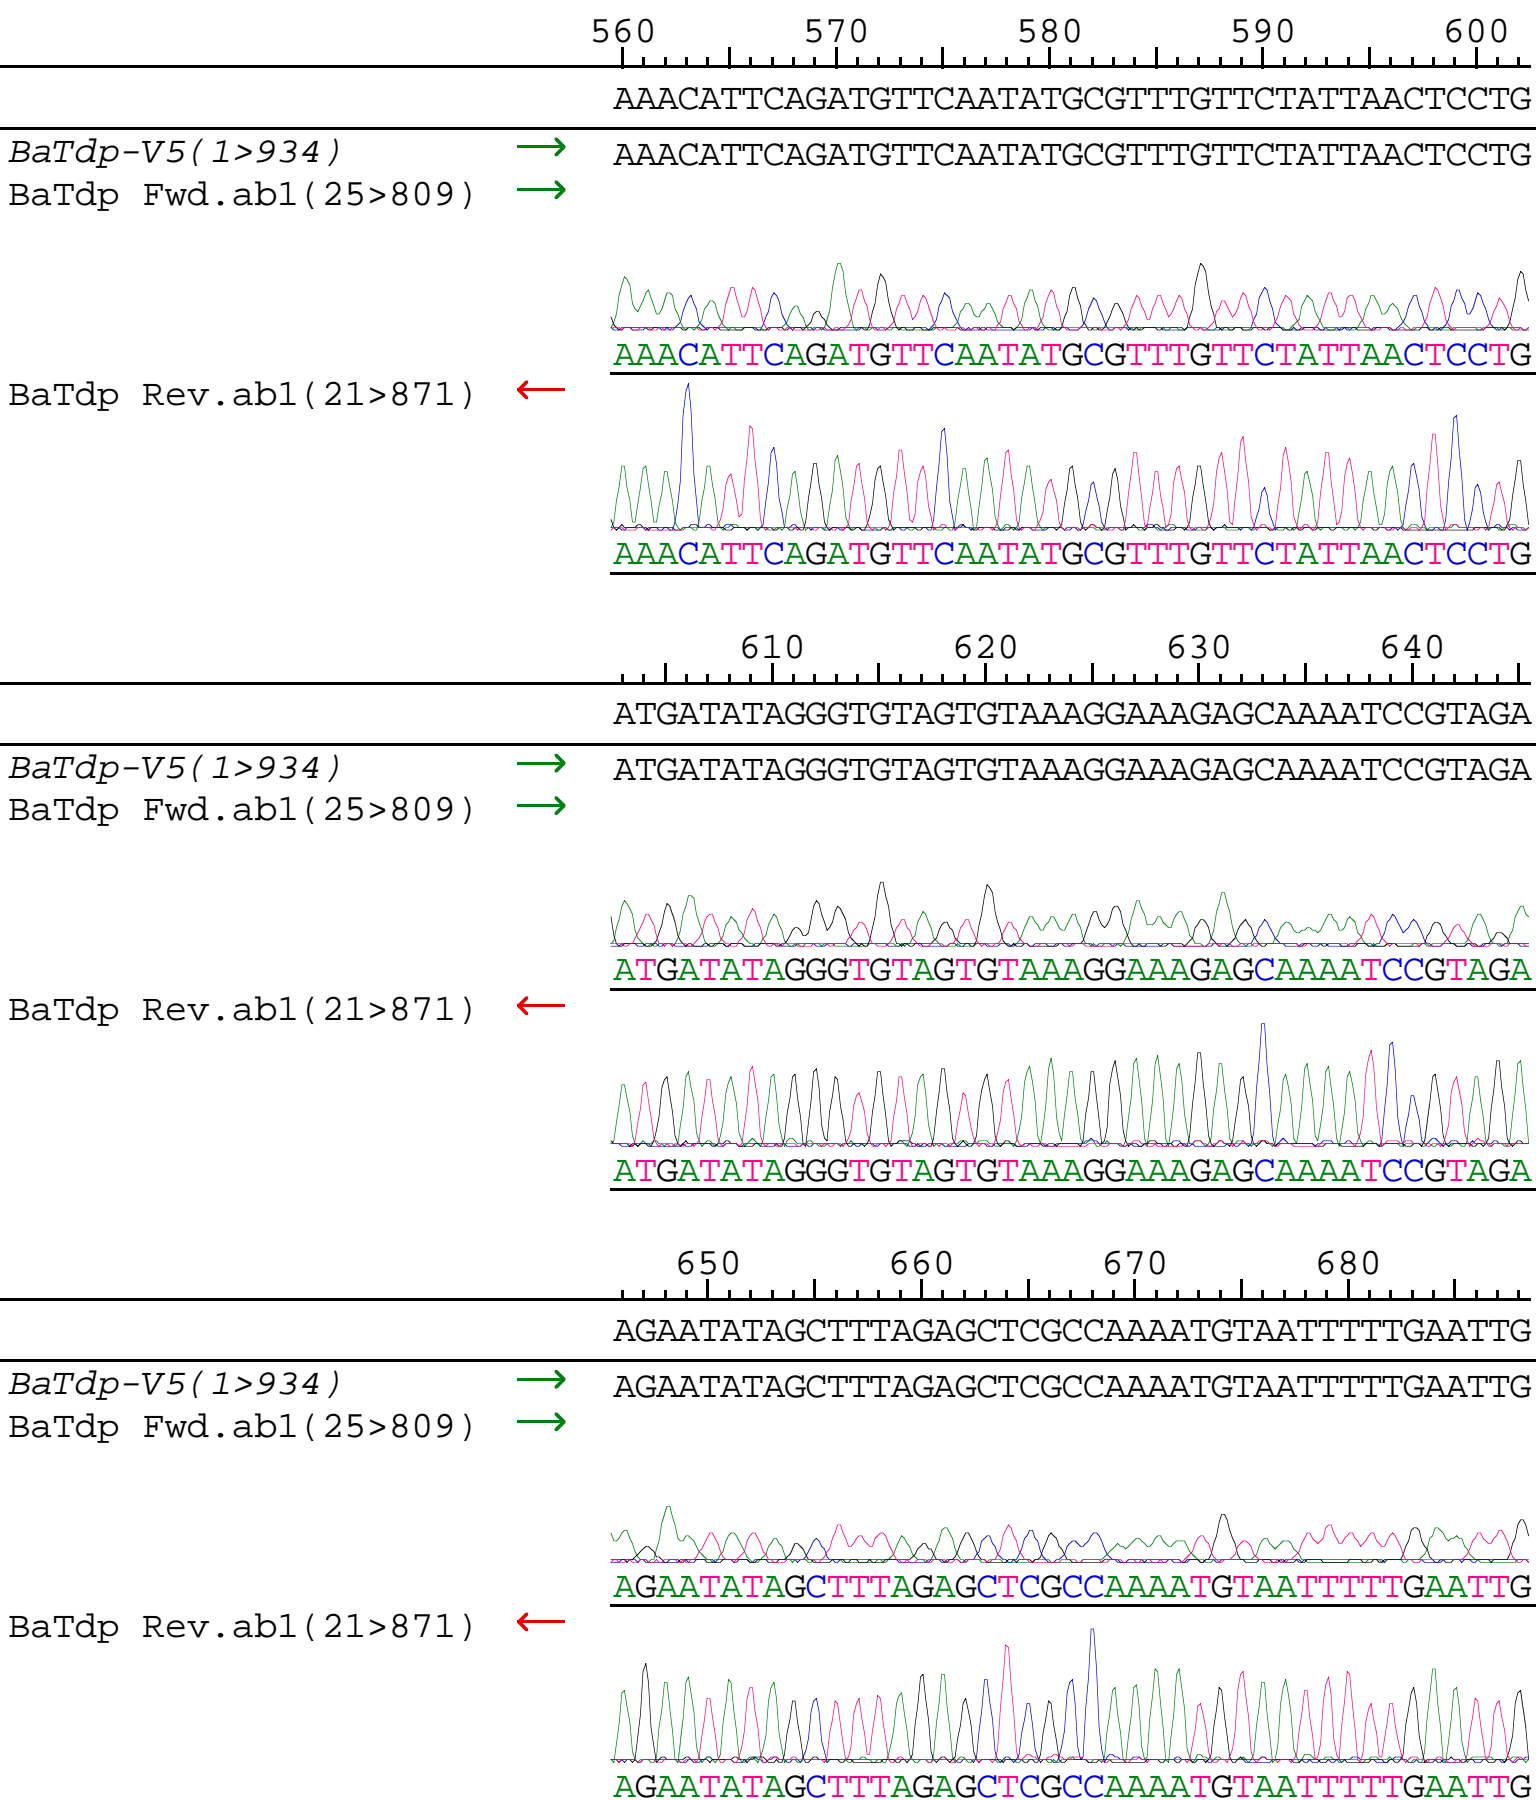 560 570 580 590 600
AAACATTCAGATGTTCAATATGCGTTTGTTCTATTAACTCCTG
BaTdp-V5(1>934) → AAACATTCAGATGTTCAATATGCGTTTGTTCTATTAACTCCTG
BaTdp Fwd.ab1(25>809) →
AAACATTCAGATGTTCAATATGCGTTTGTTCTATTAACTCCTG
BaTdp Rev.ab1(21>871) ←
AAACATTCAGATGTTCAATATGCGTTTGTTCTATTAACTCCTG
610 620 630 640
ATGATATAGGGTGTAGTGTAAAGGAAAGAGCAAAATCCGTAGA
BaTdp-V5(1>934) → ATGATATAGGGTGTAGTGTAAAGGAAAGAGCAAAATCCGTAGA
BaTdp Fwd.ab1(25>809) →
ATGATATAGGGTGTAGTGTAAAGGAAAGAGCAAAATCCGTAGA
BaTdp Rev.ab1(21>871) ←
ATGATATAGGGTGTAGTGTAAAGGAAAGAGCAAAATCCGTAGA
650 660 670 680
AGAATATAGCTTTAGAGCTCGCCAAAATGTAATTTTTGAATTG
BaTdp-V5(1>934) → AGAATATAGCTTTAGAGCTCGCCAAAATGTAATTTTTGAATTG
BaTdp Fwd.ab1(25>809) →
AGAATATAGCTTTAGAGCTCGCCAAAATGTAATTTTTGAATTG
BaTdp Rev.ab1(21>871) ←
AGAATATAGCTTTAGAGCTCGCCAAAATGTAATTTTTGAATTG